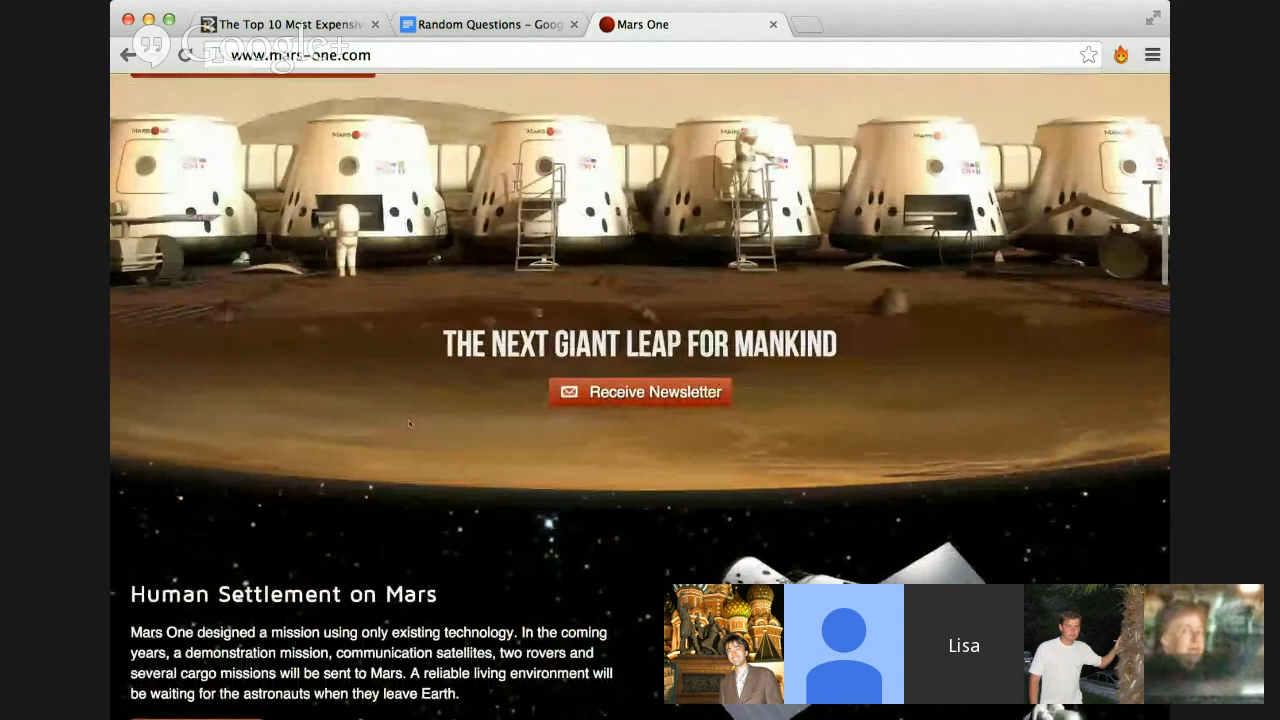 The Top 10 Most Expensiv
Random Questions – Goog
Mars One
Google+
www.mars-one.com
THE NEXT GIANT LEAP FOR MANKIND
Receive Newsletter
Human Settlement on Mars
Mars One designed a mission using only existing technology. In the coming
years, a demonstration mission, communication satellites, two rovers and
several cargo missions will be sent to Mars. A reliable living environment will
be waiting for the astronauts when they leave Earth.
Lisa